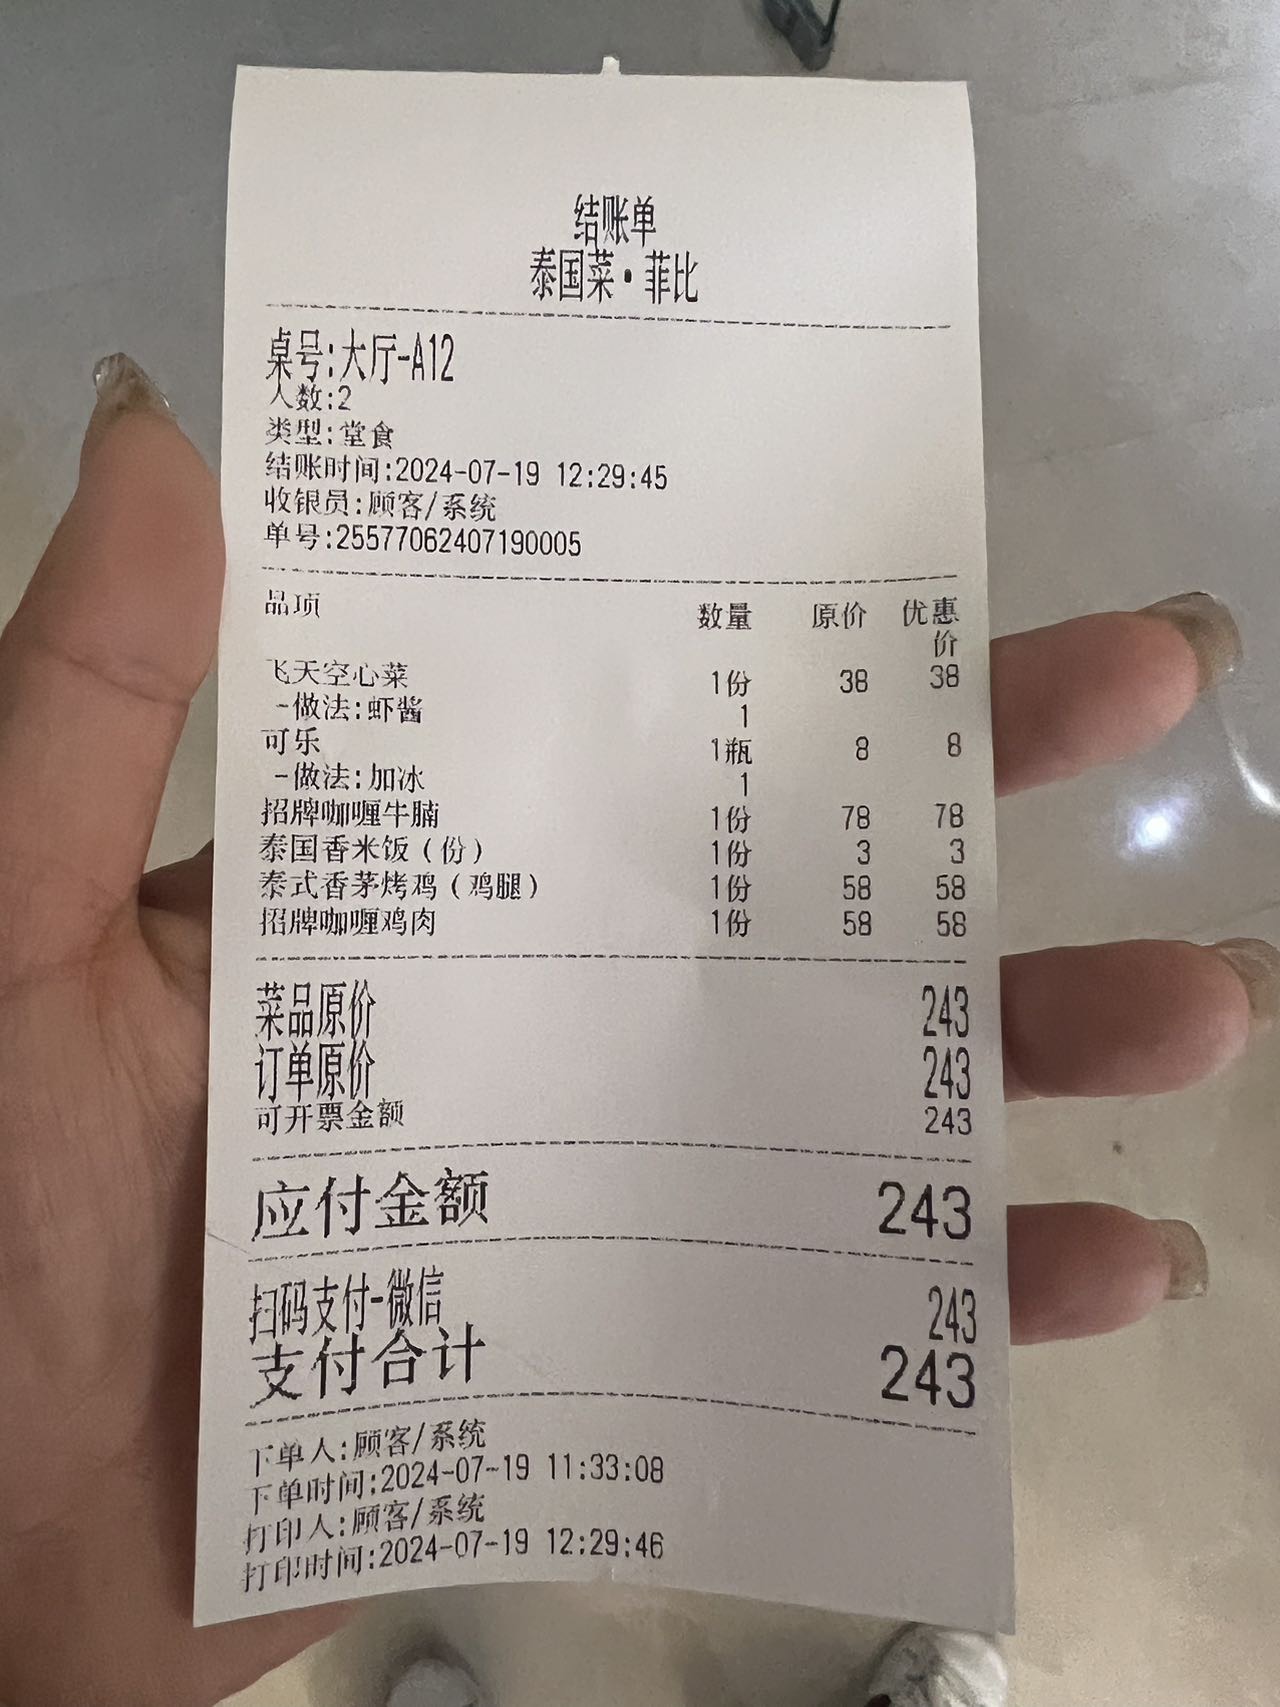 结账单
泰国菜·菲比
桌号:大厅-A12
人数:2
类型:堂食
结账时间:2024-07-19 12:29:45
收银员:顾客/系统
单号:25577062407190005
品项 数量 原价 优惠价
飞天空心菜 1份 38 38
-做法:虾酱 1
可乐 1瓶 8 8
-做法:加冰 1
招牌咖喱牛腩 1份 78 78
泰国香米饭(份) 1份 3 3
泰式香茅烤鸡(鸡腿) 1份 58 58
招牌咖喱鸡肉 1份 58 58
菜品原价 243
订单原价 243
可开票金额 243
应付金额 243
扫码支付-微信 243
支付合计 243
下单人:顾客/系统
下单时间:2024-07-19 11:33:08
打印人:顾客/系统
打印时间:2024-07-19 12:29:46